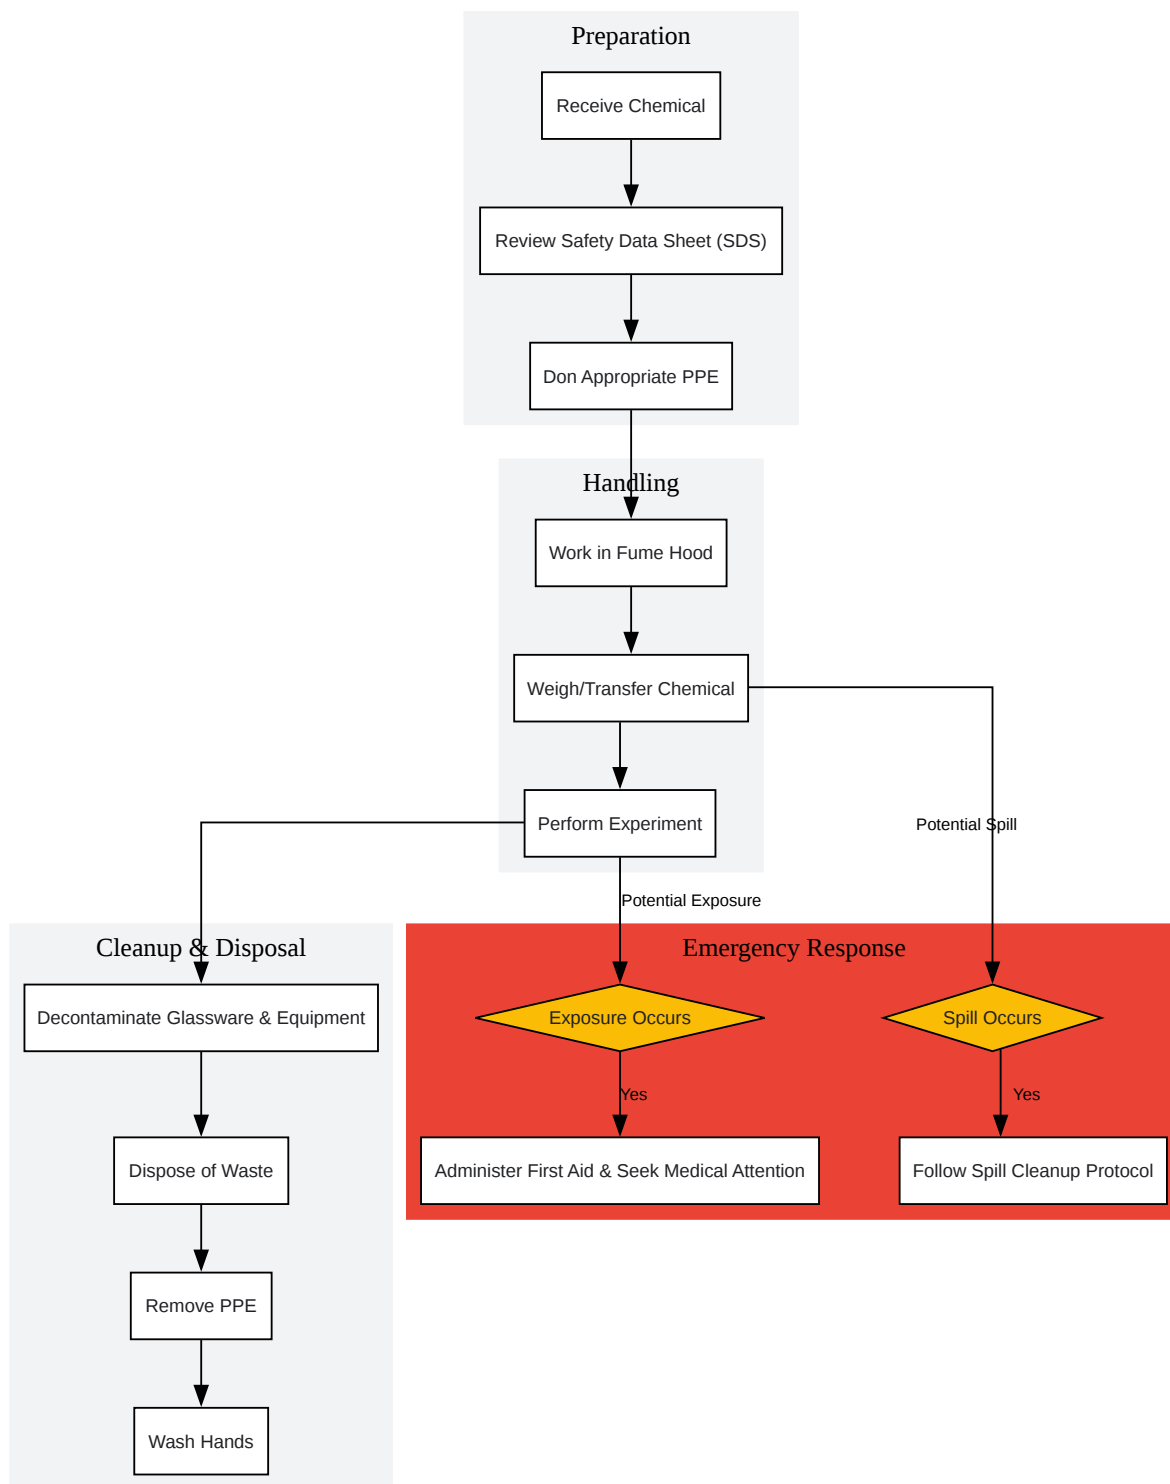 Preparation
Receive Chemical
Review Safety Data Sheet (SDS)
Don Appropriate PPE
Handling
Work in Fume Hood
Weigh/Transfer Chemical
Perform Experiment
Potential Spill
Potential Exposure
Cleanup & Disposal
Emergency Response
Decontaminate Glassware & Equipment
Exposure Occurs
Spill Occurs
Yes
Yes
Dispose of Waste
Administer First Aid & Seek Medical Attention
Follow Spill Cleanup Protocol
Remove PPE
Wash Hands